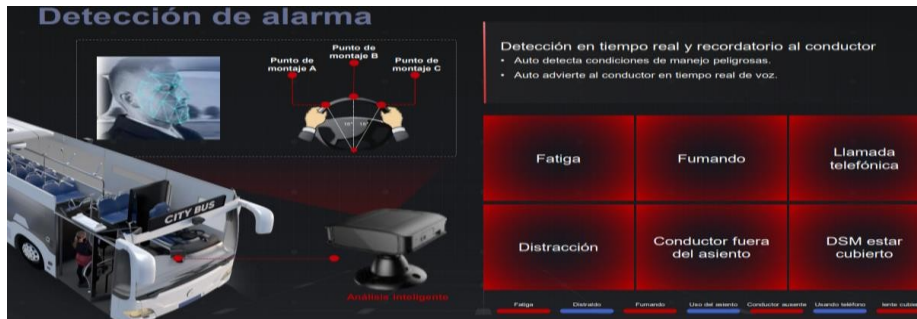 Detección de alarma
Punto de
montaje A
Punto de
montaje B
Punto de
montaje C
CITY BUS
Análisis inteligente
Detección en tiempo real y recordatorio al conductor
• Auto detecta condiciones de manejo peligrosas.
• Auto advierte al conductor en tiempo real de voz.
Fatiga
Fumando
Llamada
telefónica
Distracción
Conductor fuera
del asiento
DSM estar
cubierto
Fatiga
Distraído
Fumando
Uso del asiento
Conductor ausente
Usando teléfono
lente